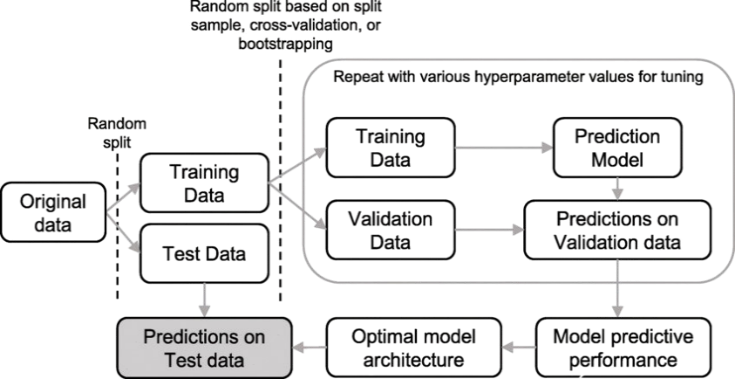 Random split based on split
sample, cross-validation, or
bootstrapping
Repeat with various hyperparameter values for tuning
Random
split
Original
data
Training
Data
Test Data
Training
Data
Validation
Data
Prediction
Model
Predictions on
Validation data
Predictions on
Test data
Optimal model
architecture
Model predictive
performance